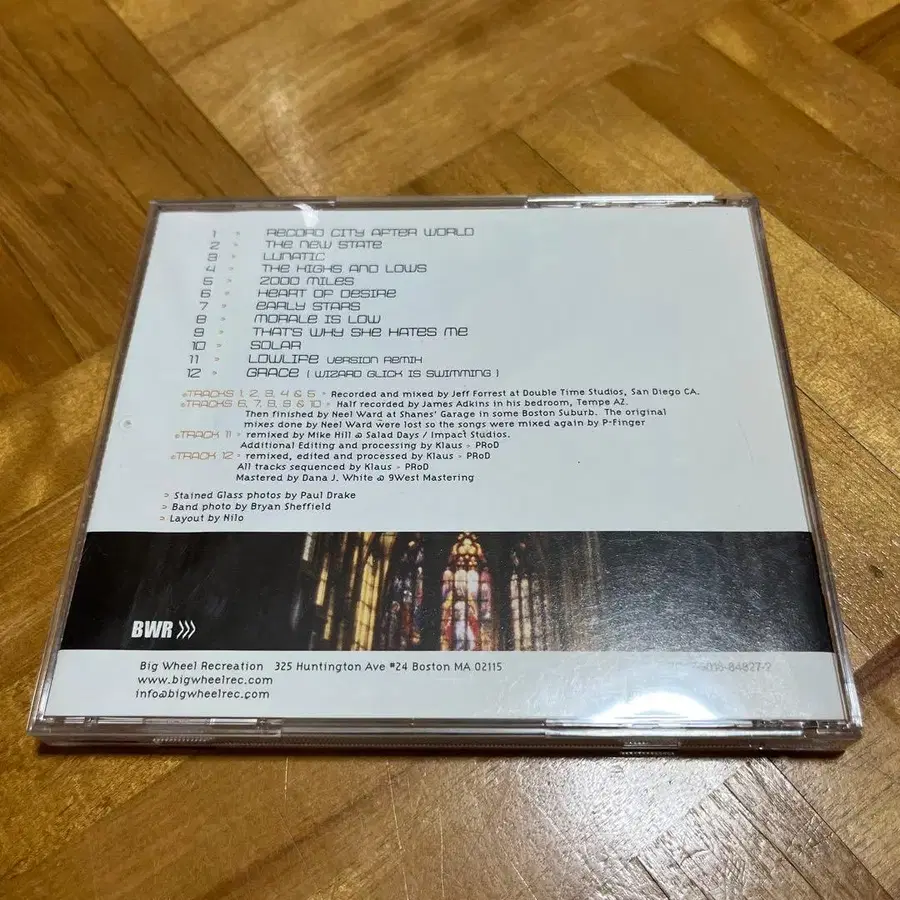 1 > RECORD CITY AFTER WORLD
2 > THE NEW STATE
3 > LUNATIC
4 > THE HIGHS AND LOWS
5 > 2000 MILES
6 > HEART OF DESIRE
7 > EARLY STARS
8 > MORALE IS LOW
9 > THAT'S WHY SHE HATES ME
10 > SOLAR
11 > LOWLIFE VERSION REMIX
12 > GRACE ( WIZARD GLICK IS SWIMMING )
TRACKS 1, 2, 3, 4 & 5 > Recorded and mixed by Jeff Forrest at Double Time Studios, San Diego CA.
TRACKS 6, 7, 8, 9 & 10 > Half recorded by James Adkins in his bedroom, Tempe AZ.
Then finished by Neel Ward at Shanes' Garage in some Boston Suburb. The original
mixes done by Neel Ward were lost so the songs were mixed again by P-Finger
TRACK 11 > remixed by Mike Hill @ Salad Days / Impact Studios.
Additional Editing and processing by Klaus > PRoD
TRACK 12 > remixed, edited and processed by Klaus > PRoD
All tracks sequenced by Klaus > PRoD
Mastered by Dana J. White @ 9West Mastering
> Stained Glass photos by Paul Drake
> Band photo by Bryan Sheffield
> Layout by Nilo
BWR >>>
Big Wheel Recreation 325 Huntington Ave #24 Boston MA 02115
www.bigwheelrec.com
info@bigwheelrec.com